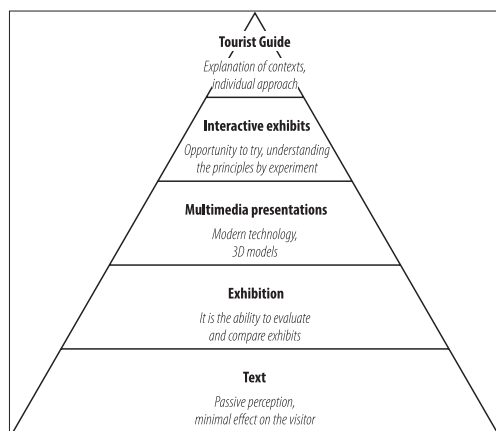 Tourist Guide
Explanation of contexts,
individual approach
Interactive exhibits
Opportunity to try, understanding
the principles by experiment
Multimedia presentations
Modern technology,
3D models
Exhibition
It is the ability to evaluate
and compare exhibits
Text
Passive perception,
minimal effect on the visitor